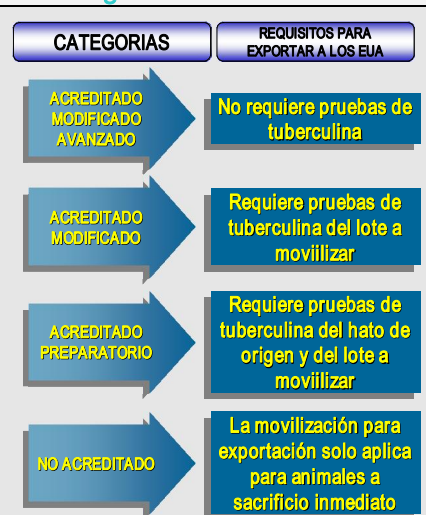 CATEGORIAS
REQUISITOS PARA
EXPORTAR A LOS EUA
ACREDITADO
MODIFICADO
AVANZADO
No requiere pruebas de
tuberculina
ACREDITADO
MODIFICADO
Requiere pruebas de
tuberculina del lote a
moviilizar
ACREDITADO
PREPARATORIO
Requiere pruebas de
tuberculina del hato de
origen y del lote a
moviilizar
NO ACREDITADO
La movilización para
exportación solo aplica
para animales a
sacrificio inmediato